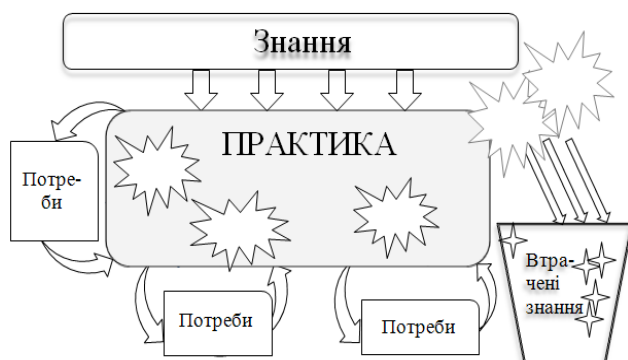 Знання
ПРАКТИКА
Потре-
би
Втра-
чені
знання
Потреби
Потреби